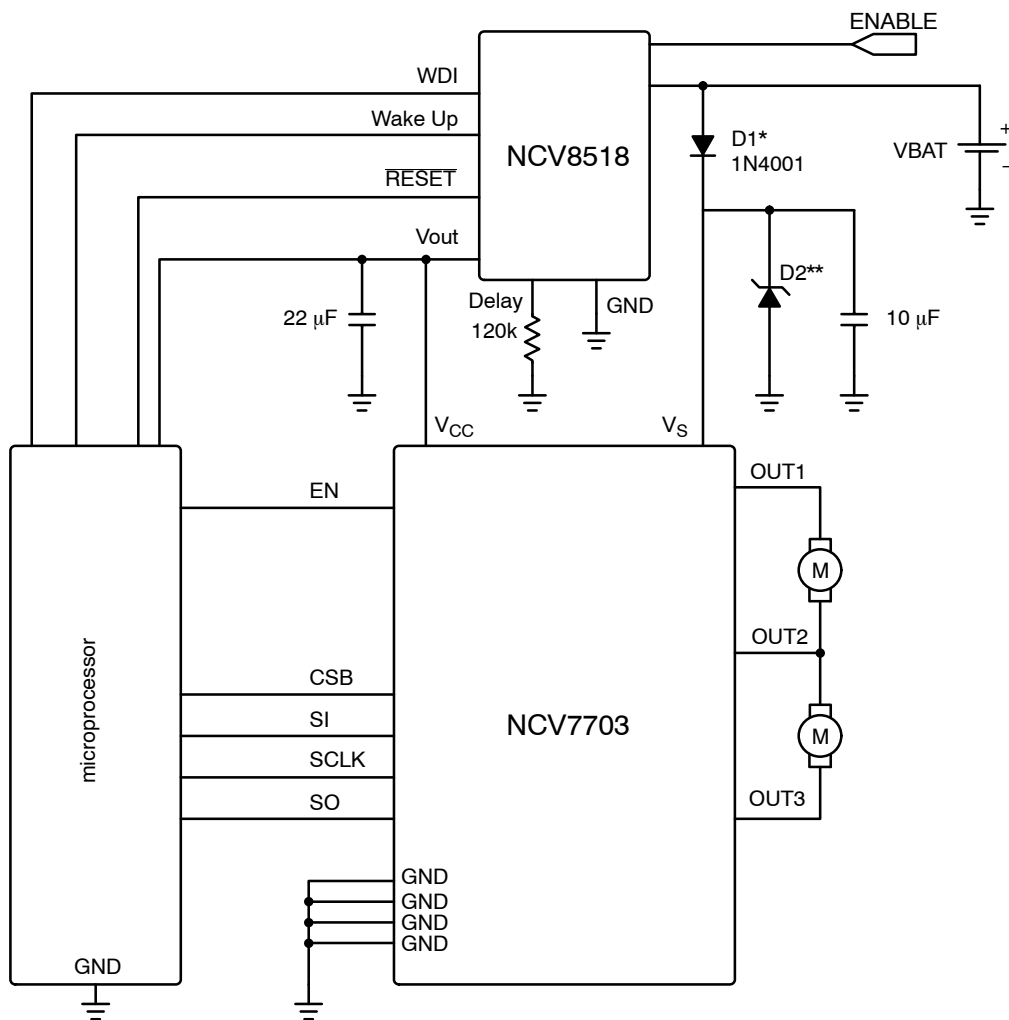 ENABLE
WDI
Wake Up
RESET
Vout
NCV8518
D1*
1N4001
VBAT
+
−
22 μF
Delay
120k
GND
D2**
10 μF
VCC
VS
EN
OUT1
M
microprocessor
CSB
SI
SCLK
SO
NCV7703
OUT2
M
OUT3
GND
GND
GND
GND
GND